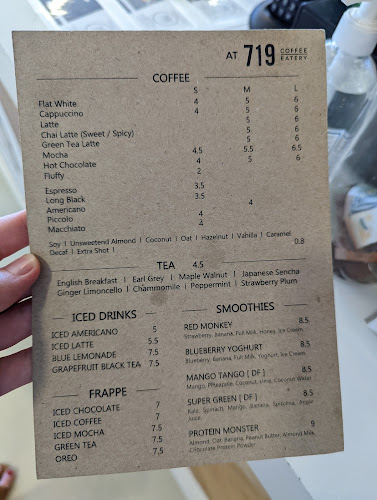 AT 719 COFFEE EATERY
COFFEE
S M L
Flat White 4 5 6
Cappuccino 4 5 6
Latte 5 6
Chai Latte (Sweet / Spicy) 5 6
Green Tea Latte 5 6
Mocha 4.5 5.5 6.5
Hot Chocolate 4 5 6
Fluffy 2
Espresso 3.5
Long Black 3.5
Americano 4
Piccolo 4
Macchiato 4
Soy | Unsweetend Almond | Coconut | Oat | Hazelnut | Vanilla | Caramel
Decaf | Extra Shot | 0.8
TEA 4.5
English Breakfast | Earl Grey | Maple Walnut | Japanese Sencha
Ginger Limoncello | Chammomile | Peppermint | Strawberry Plum
ICED DRINKS
ICED AMERICANO 5
ICED LATTE 5.5
BLUE LEMONADE 7.5
GRAPEFRUIT BLACK TEA 7.5
FRAPPE
ICED CHOCOLATE 7
ICED COFFEE 7
ICED MOCHA 7.5
GREEN TEA 7.5
OREO 7.5
SMOOTHIES
RED MONKEY 8.5
Strawberry, Banana, Full Milk, Honey, Ice Cream
BLUEBERRY YOGHURT 8.5
Blueberry, Banana, Full Milk, Yoghurt, Ice Cream
MANGO TANGO [ DF ] 8.5
Mango, Pineapple, Coconut, Lime, Coconut Water
SUPER GREEN [ DF ] 8.5
Kale, Spinach, Mango, Banana, Spirulina, Apple
Juice
PROTEIN MONSTER 9
Almond, Oat, Banana, Peanut Butter, Almond Milk,
Chocolate Protein Powder